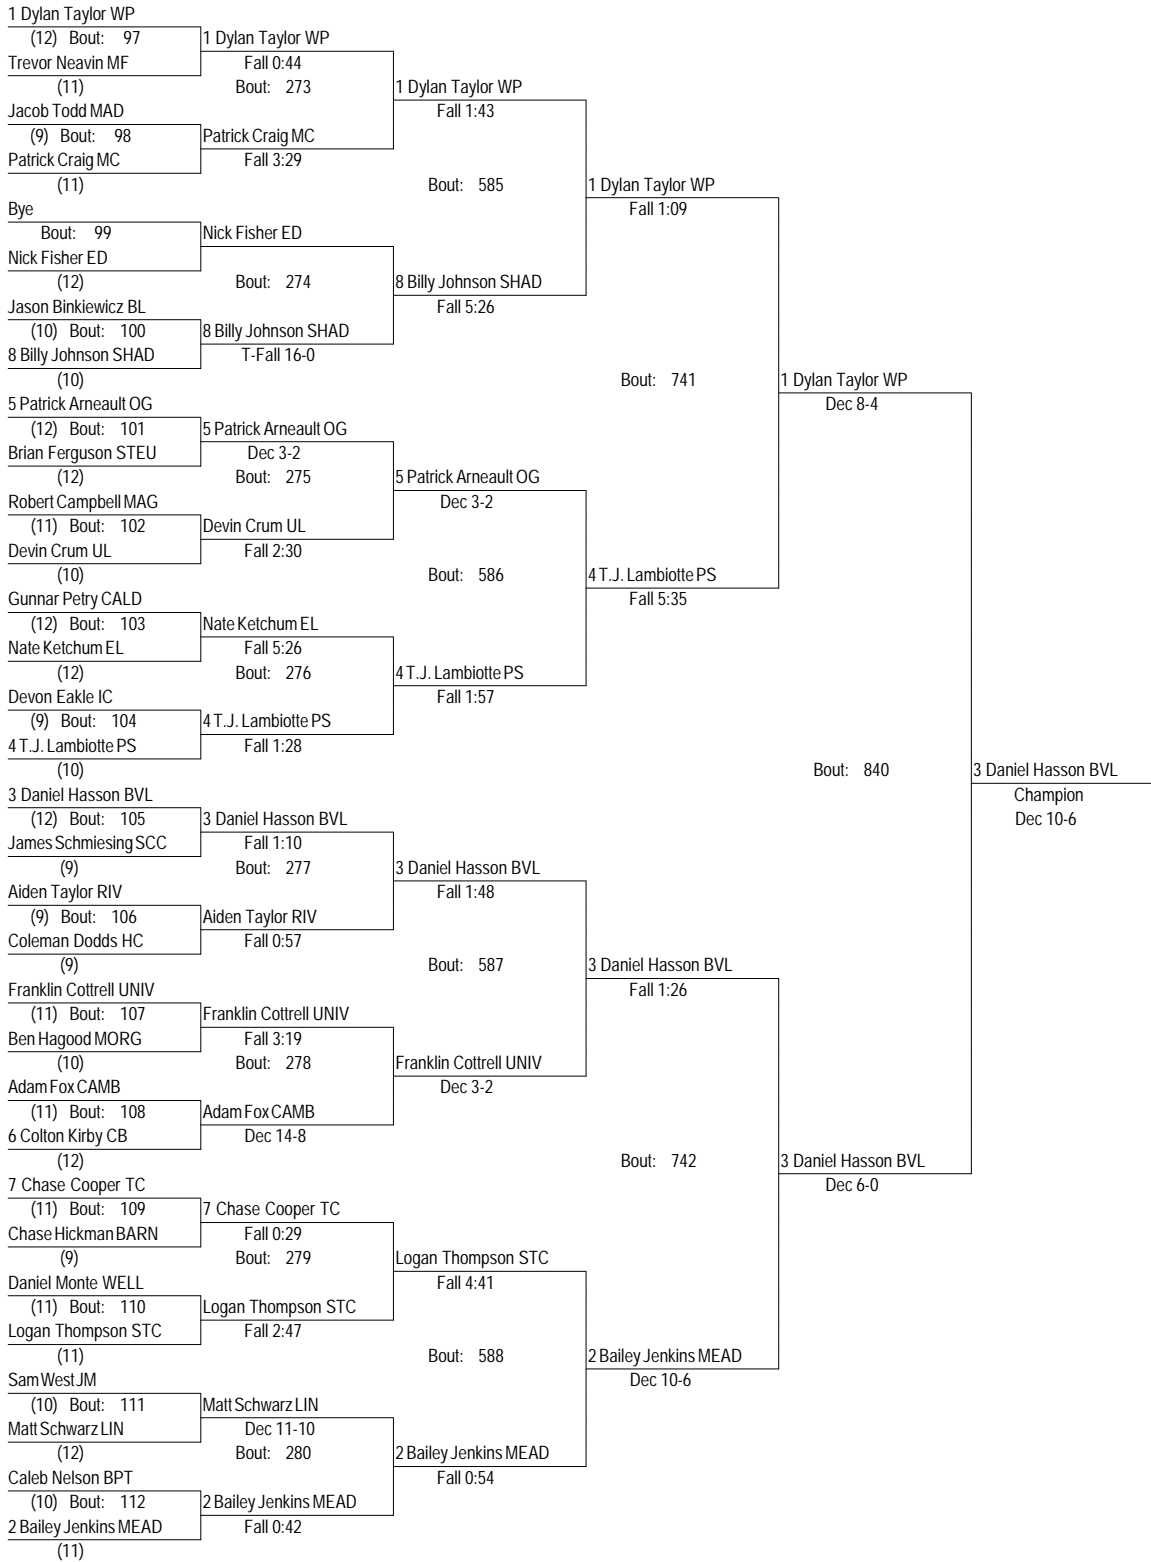 1 Dylan Taylor WP
(12) Bout: 97
1 Dylan Taylor WP
Trevor Neavin MF
Fall 0:44
(11)
Bout: 273
1 Dylan Taylor WP
Jacob Todd MAD
Fall 1:43
(9) Bout: 98
Patrick Craig MC
Patrick Craig MC
Fall 3:29
(11)
Bout: 585
1 Dylan Taylor WP
Bye
Fall 1:09
Bout: 99
Nick Fisher ED
Nick Fisher ED
(12)
Bout: 274
8 Billy Johnson SHAD
Jason Binkiewicz BL
Fall 5:26
(10) Bout: 100
8 Billy Johnson SHAD
8 Billy Johnson SHAD
T-Fall 16-0
(10)
Bout: 741
1 Dylan Taylor WP
5 Patrick Arneault OG
Dec 8-4
(12) Bout: 101
5 Patrick Arneault OG
Brian Ferguson STEU
Dec 3-2
(12)
Bout: 275
5 Patrick Arneault OG
Robert Campbell MAG
Dec 3-2
(11) Bout: 102
Devin Crum UL
Devin Crum UL
Fall 2:30
(10)
Bout: 586
4 T.J. Lambiotte PS
Gunnar Petry CALD
Fall 5:35
(12) Bout: 103
Nate Ketchum EL
Nate Ketchum EL
Fall 5:26
(12)
Bout: 276
4 T.J. Lambiotte PS
Devon Eakle IC
Fall 1:57
(9) Bout: 104
4 T.J. Lambiotte PS
4 T.J. Lambiotte PS
Fall 1:28
(10)
Bout: 840
3 Daniel Hasson BVL
3 Daniel Hasson BVL
Champion
(12) Bout: 105
3 Daniel Hasson BVL
Dec 10-6
James Schmiesing SCC
Fall 1:10
(9)
Bout: 277
3 Daniel Hasson BVL
Aiden Taylor RIV
Fall 1:48
(9) Bout: 106
Aiden Taylor RIV
Coleman Dodds HC
Fall 0:57
(9)
Bout: 587
3 Daniel Hasson BVL
Franklin Cottrell UNIV
Fall 1:26
(11) Bout: 107
Franklin Cottrell UNIV
Ben Hagood MORG
Fall 3:19
(10)
Bout: 278
Franklin Cottrell UNIV
Adam Fox CAMB
Dec 3-2
(11) Bout: 108
Adam Fox CAMB
6 Colton Kirby CB
Dec 14-8
(12)
Bout: 742
3 Daniel Hasson BVL
7 Chase Cooper TC
Dec 6-0
(11) Bout: 109
7 Chase Cooper TC
Chase Hickman BARN
Fall 0:29
(9)
Bout: 279
Logan Thompson STC
Daniel Monte WELL
Fall 4:41
(11) Bout: 110
Logan Thompson STC
Logan Thompson STC
Fall 2:47
(11)
Bout: 588
2 Bailey Jenkins MEAD
Sam West JM
Dec 10-6
(10) Bout: 111
Matt Schwarz LIN
Matt Schwarz LIN
Dec 11-10
(12)
Bout: 280
2 Bailey Jenkins MEAD
Caleb Nelson BPT
Fall 0:54
(10) Bout: 112
2 Bailey Jenkins MEAD
2 Bailey Jenkins MEAD
Fall 0:42
(11)